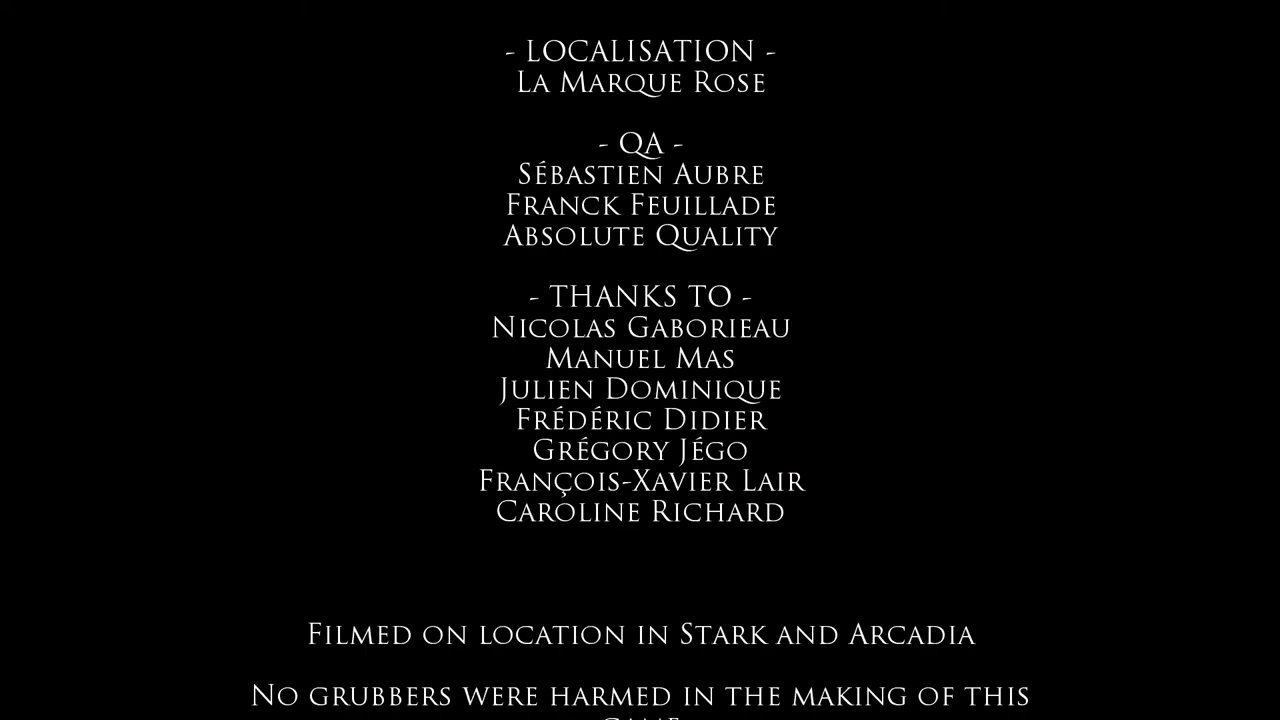 - LOCALISATION -
LA MARQUE ROSE
- QA -
SÉBASTIEN AUBRE
FRANCK FEUILLADE
ABSOLUTE QUALITY
- THANKS TO -
NICOLAS GABORIEAU
MANUEL MAS
JULIEN DOMINIQUE
FRÉDÉRIC DIDIER
GRÉGORY JÉGO
FRANÇOIS-XAVIER LAIR
CAROLINE RICHARD
FILMED ON LOCATION IN STARK AND ARCADIA
NO GRUBBERS WERE HARMED IN THE MAKING OF THIS